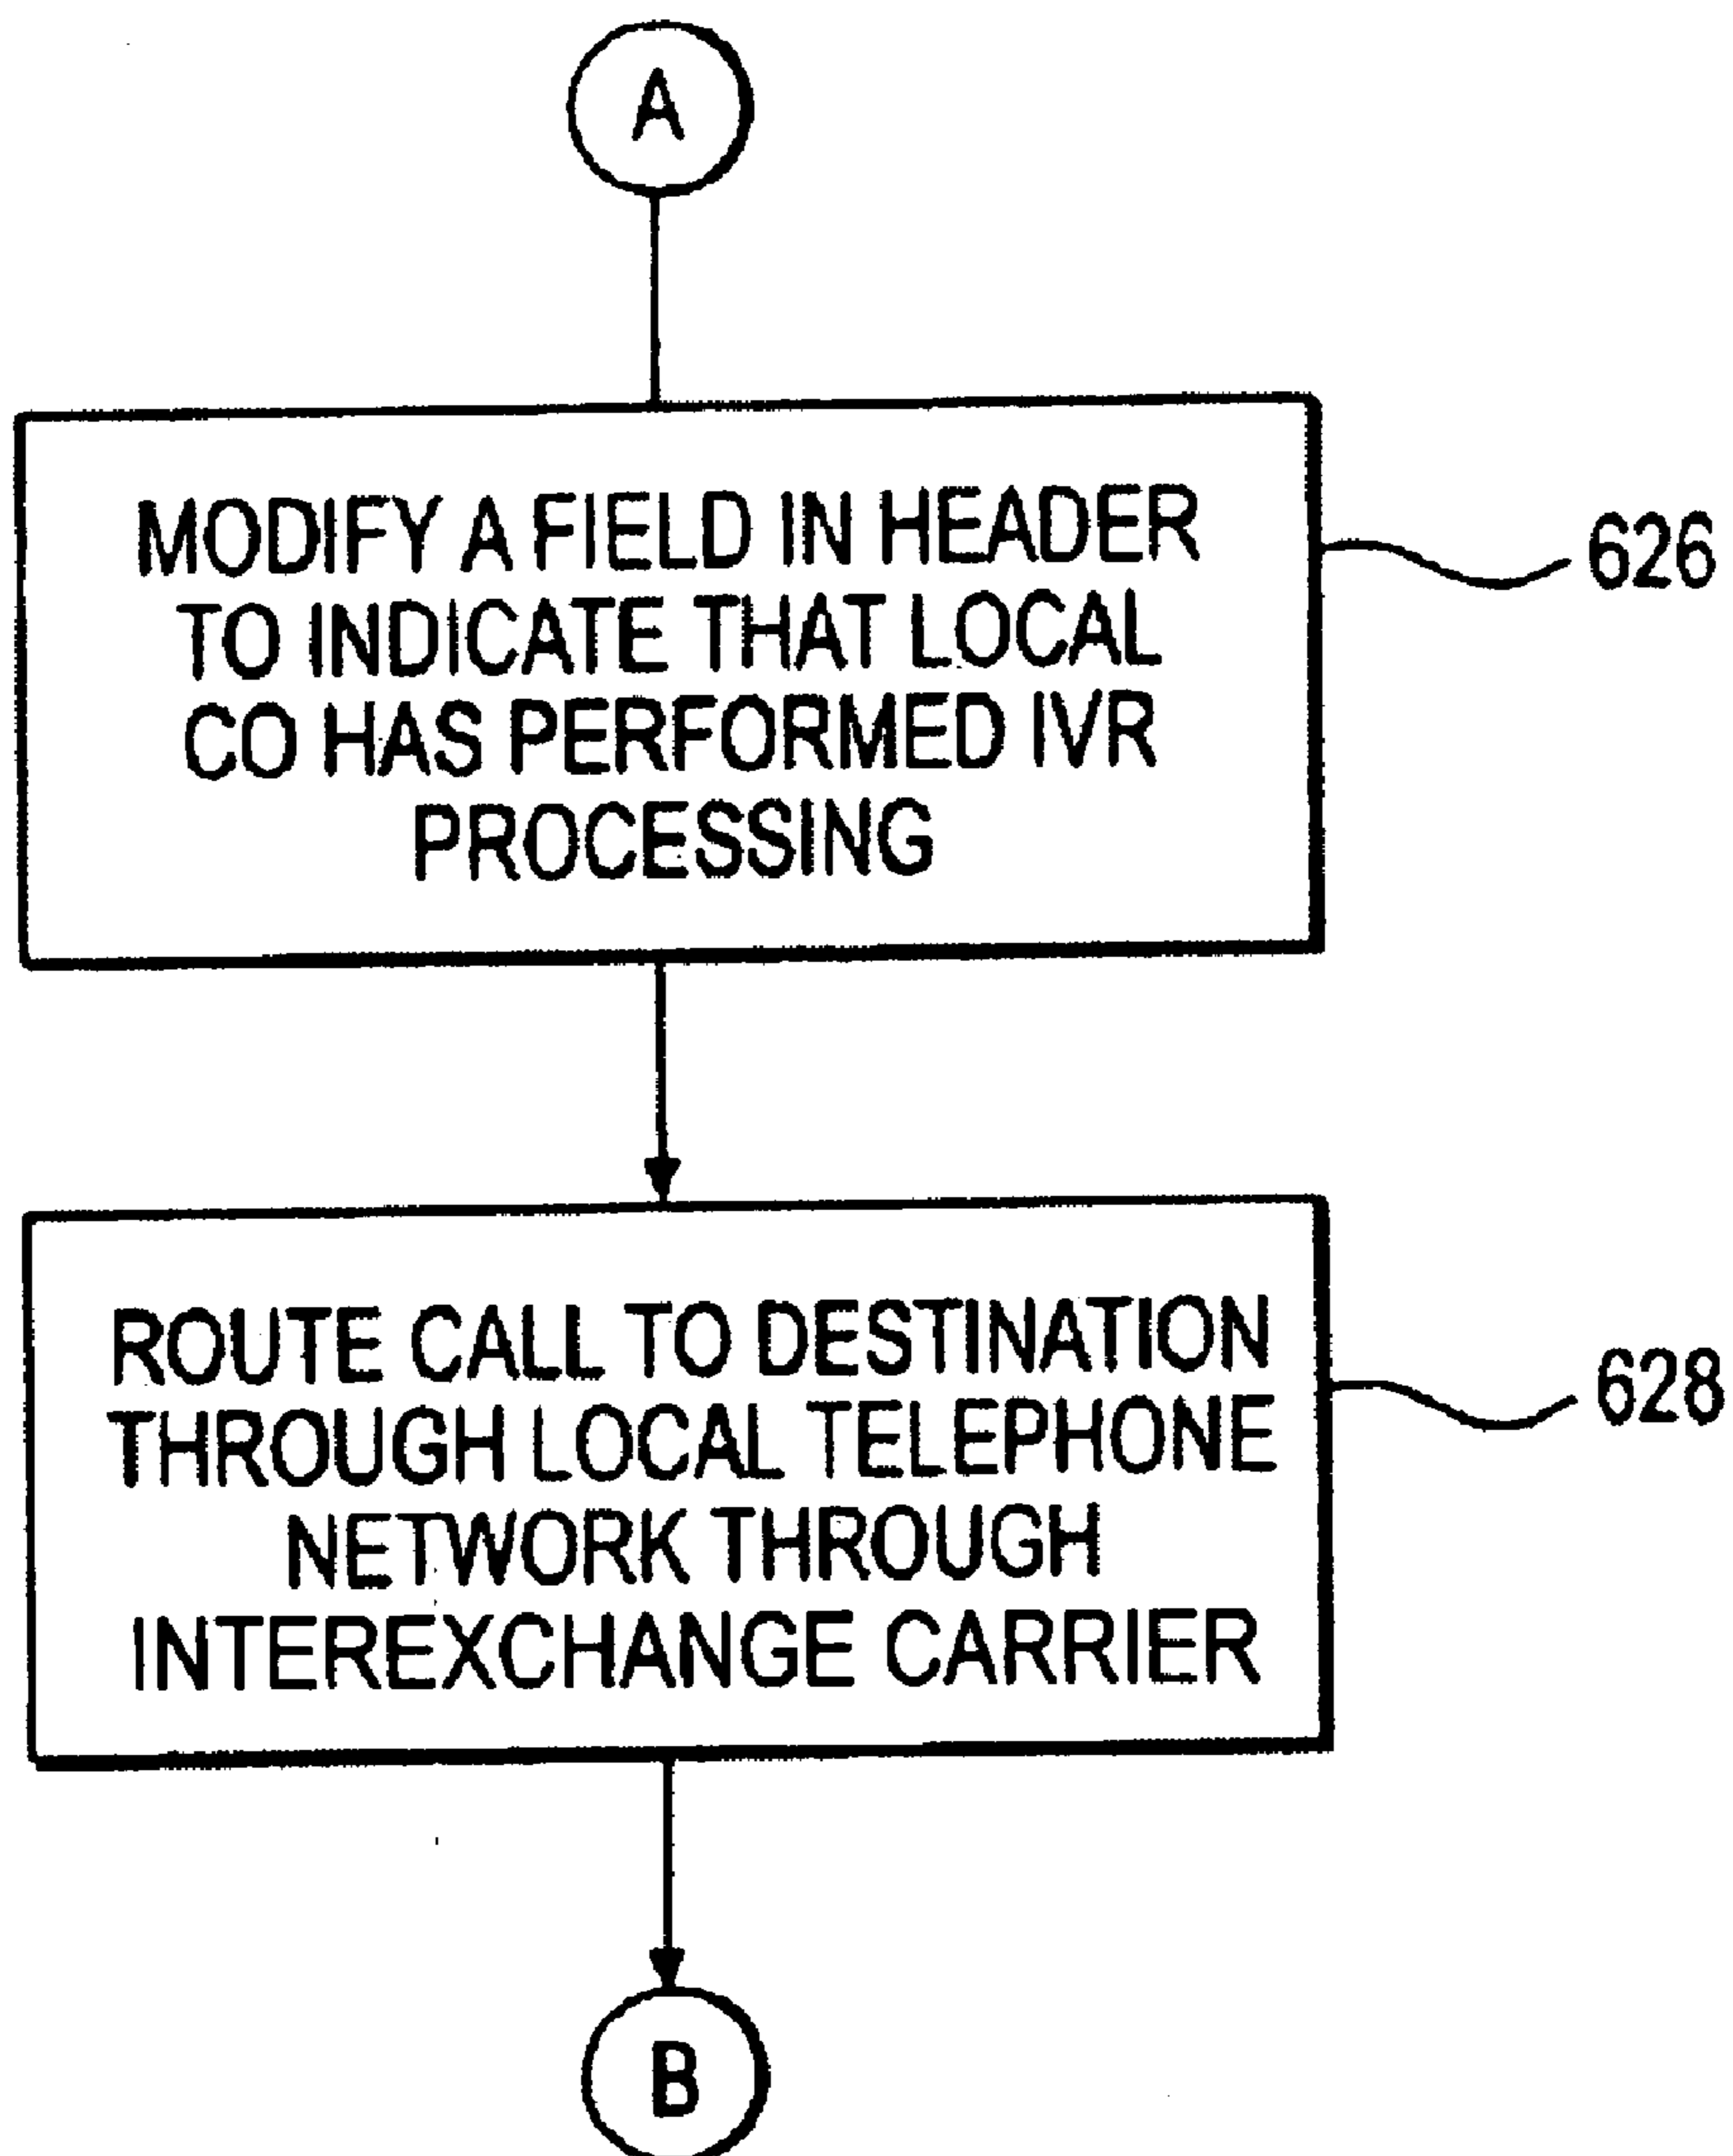 A
MODIFY A FIELD IN HEADER
TO INDICATE THAT LOCAL
CO HAS PERFORMED IVR
PROCESSING
626
ROUTE CALL TO DESTINATION
THROUGH LOCAL TELEPHONE
NETWORK THROUGH
INTEREXCHANGE CARRIER
628
B